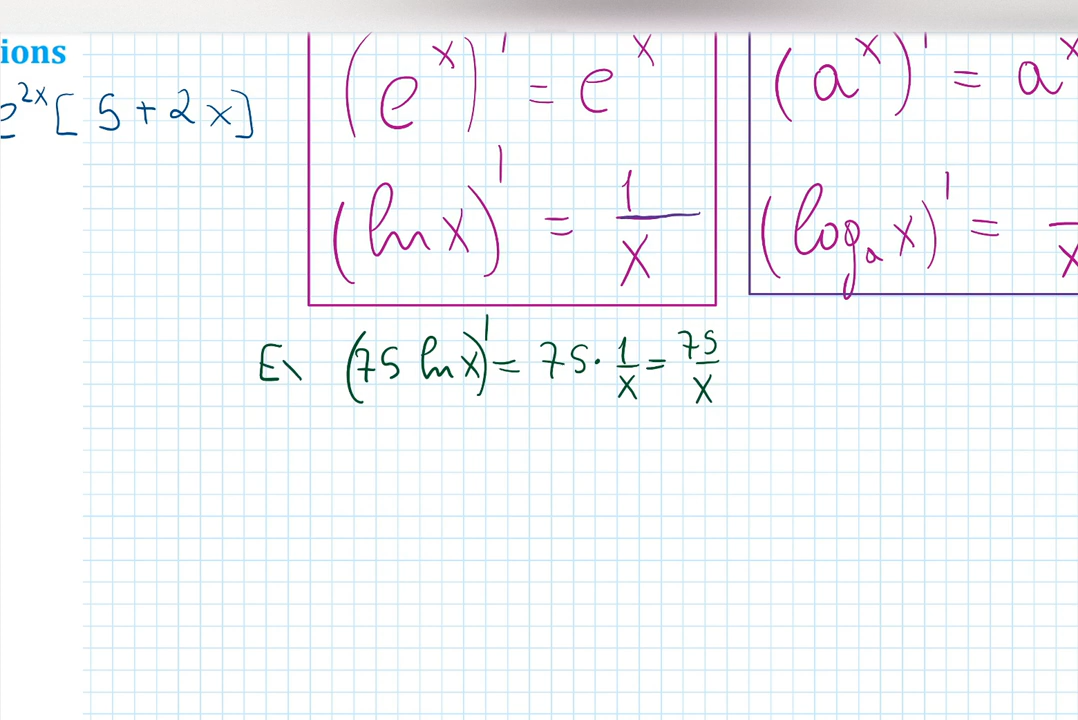 ions
e^{2x}[5+2x]
(e^x)' = e^x
(ln x)' = 1/x
(a^x)' = a^x
(log_a x)' = /x
Ex (75 ln x)' = 75 · 1/x = 75/x